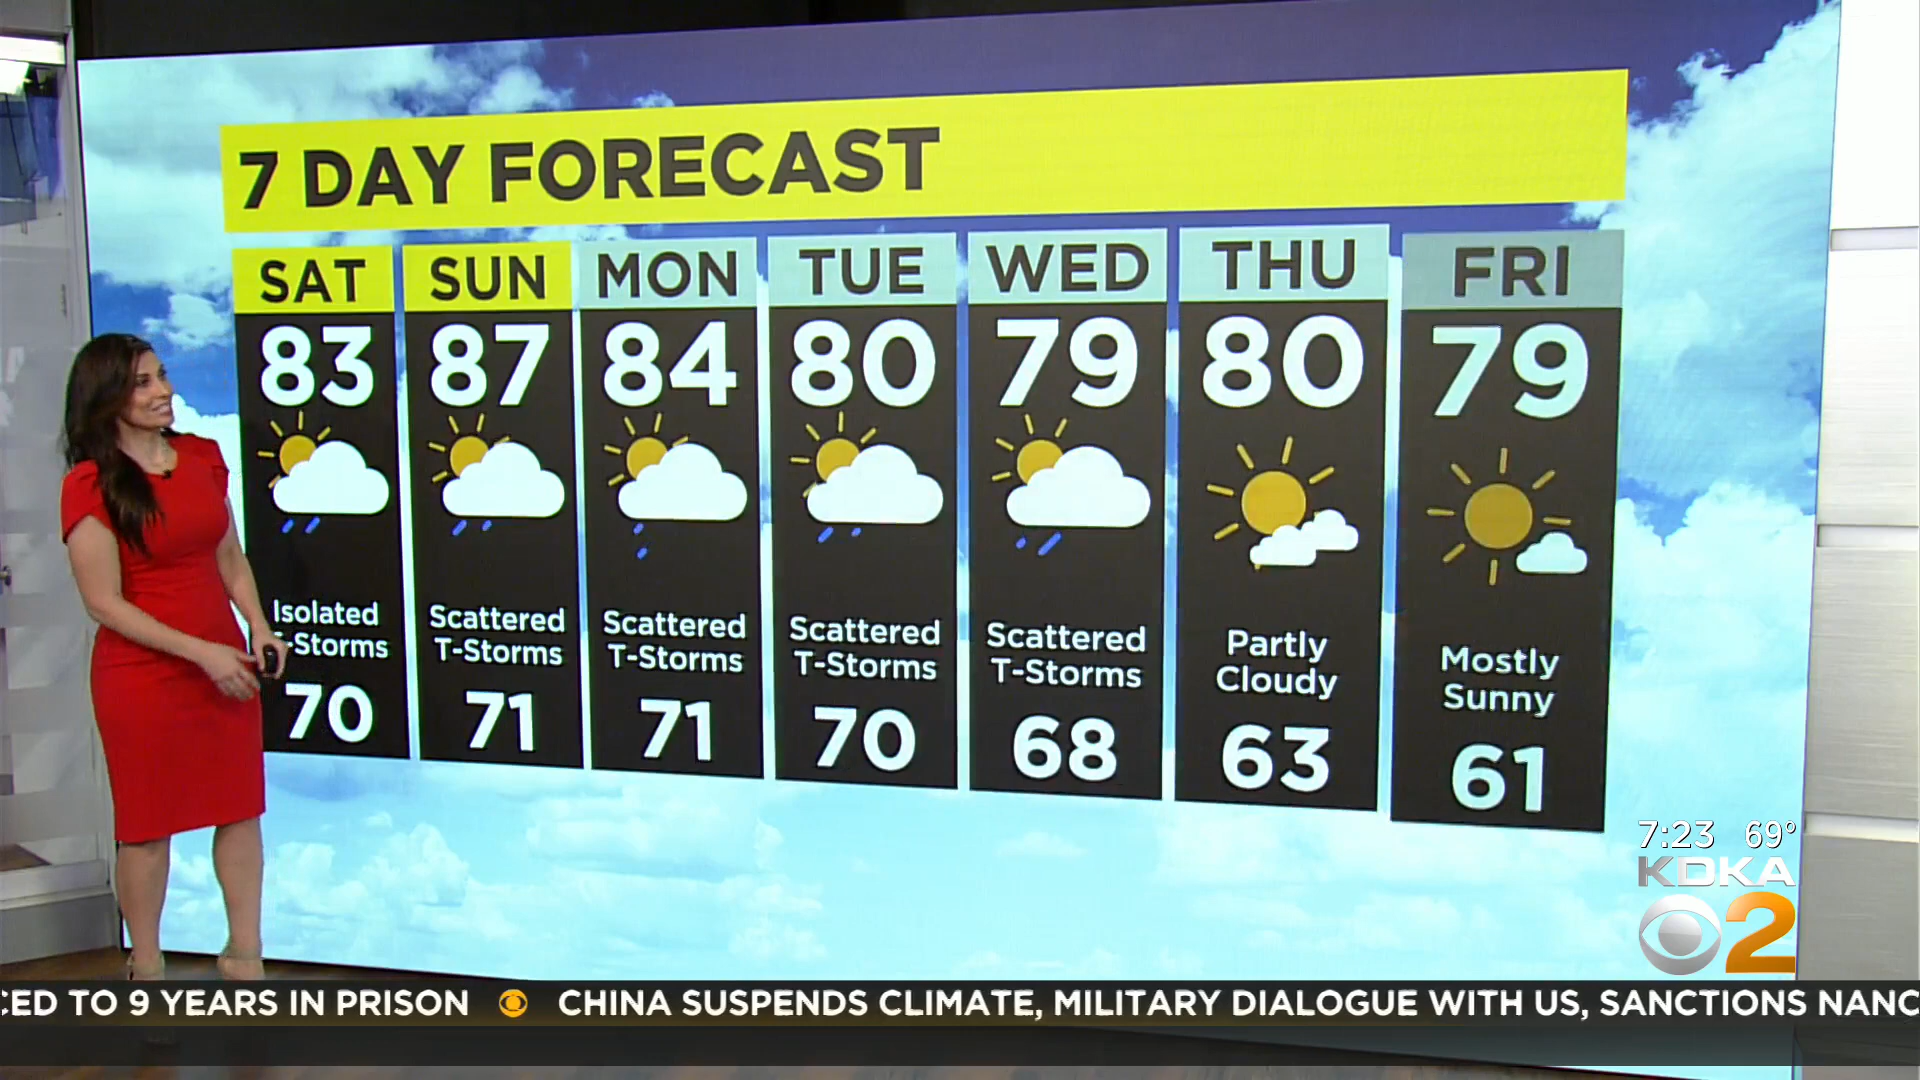 7 DAY FORECAST
SAT SUN MON TUE WED THU FRI
83 87 84 80 79 80 79
Isolated
-Storms
Scattered
T-Storms
Scattered
T-Storms
Scattered
T-Storms
Scattered
T-Storms
Partly
Cloudy
Mostly
Sunny
70 71 71 70 68 63 61
7:23 69°
KDKA
2
CED TO 9 YEARS IN PRISON CHINA SUSPENDS CLIMATE, MILITARY DIALOGUE WITH US, SANCTIONS NANC